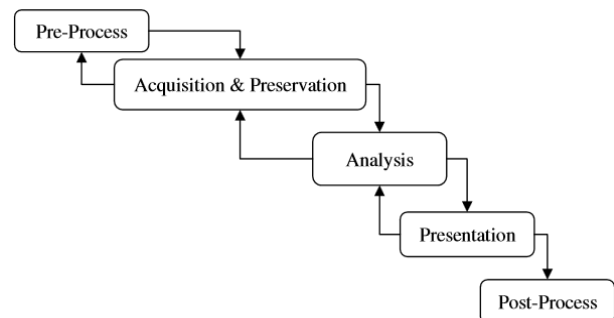 Pre-Process
Acquisition & Preservation
Analysis
Presentation
Post-Process